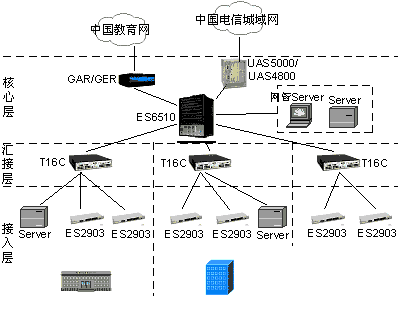 中国教育网
中国电信城域网
核心层
GAR/GER
UAS5000/
UAS4800
网管Server
Server
ES6510
汇接层
T16C
T16C
T16C
接入层
Server
ES2903
ES2903
ES2903
ES2903
Server
ES2903
ES2903